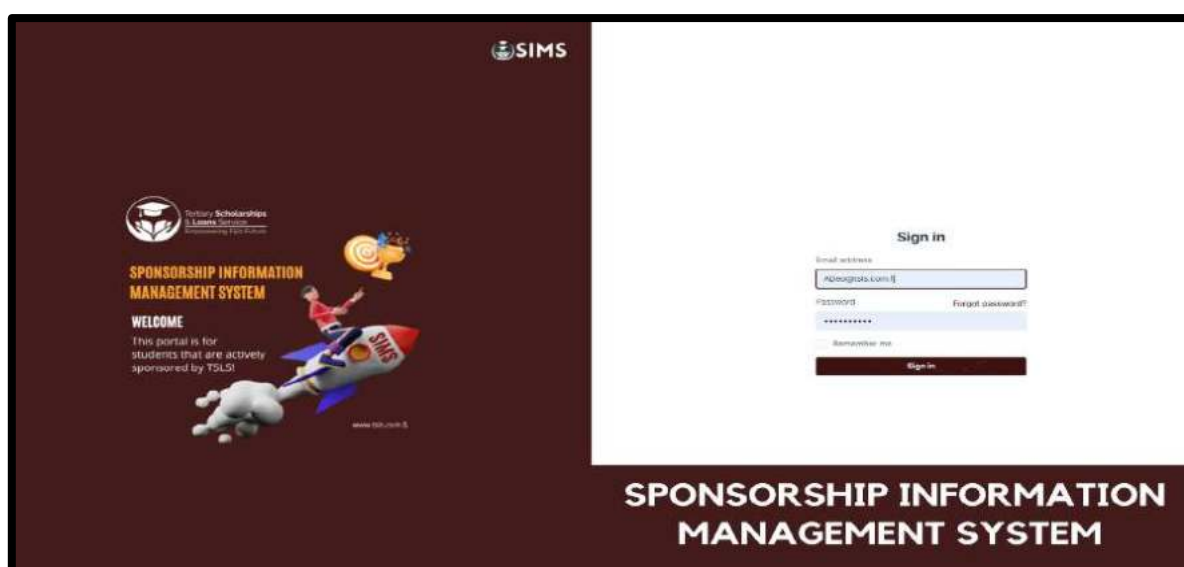 SIMS
Tertiary Scholarships
& Loans Service
SPONSORSHIP INFORMATION
MANAGEMENT SYSTEM
WELCOME
This portal is for
students that are actively
sponsored by TSLS!
SIMS
Sign in
Email address
Password
Forgot password?
Remember me
Sign in
SPONSORSHIP INFORMATION
MANAGEMENT SYSTEM